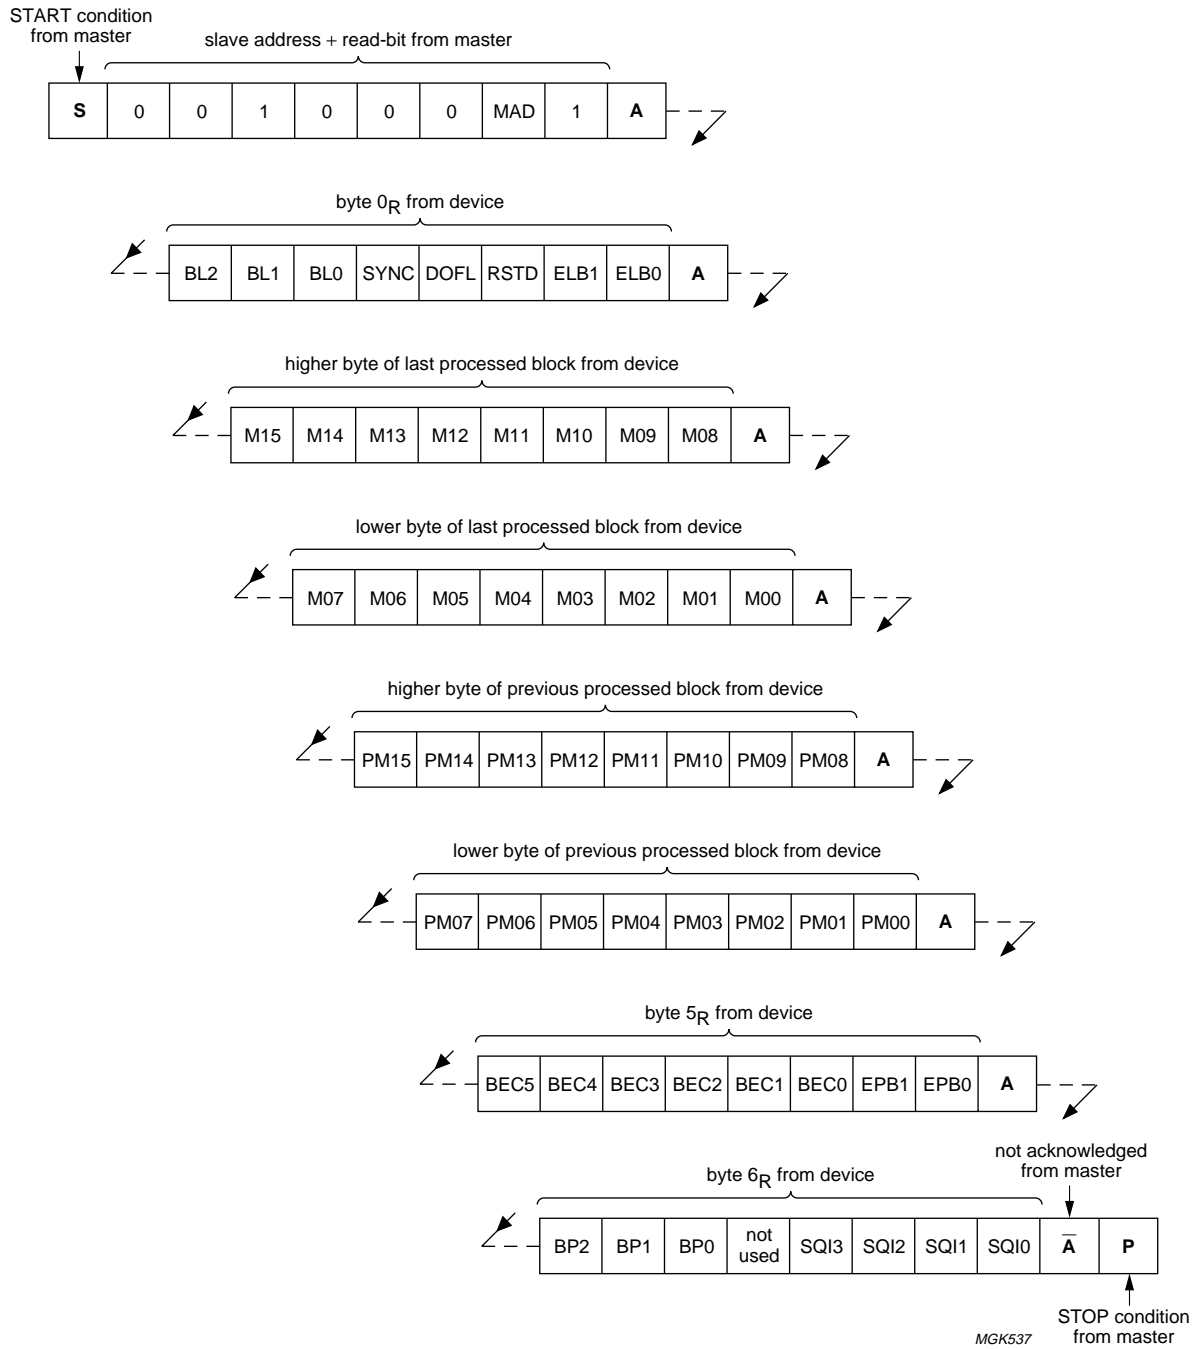 START condition
from master
slave address + read-bit from master
S 0 0 1 0 0 0 MAD 1 A
byte 0R from device
BL2 BL1 BL0 SYNC DOFL RSTD ELB1 ELB0 A
higher byte of last processed block from device
M15 M14 M13 M12 M11 M10 M09 M08 A
lower byte of last processed block from device
M07 M06 M05 M04 M03 M02 M01 M00 A
higher byte of previous processed block from device
PM15 PM14 PM13 PM12 PM11 PM10 PM09 PM08 A
lower byte of previous processed block from device
PM07 PM06 PM05 PM04 PM03 PM02 PM01 PM00 A
byte 5R from device
BEC5 BEC4 BEC3 BEC2 BEC1 BEC0 EPB1 EPB0 A
not acknowledged
from master
byte 6R from device
BP2 BP1 BP0 not used SQI3 SQI2 SQI1 SQI0 A̅ P
STOP condition
from master
MGK537